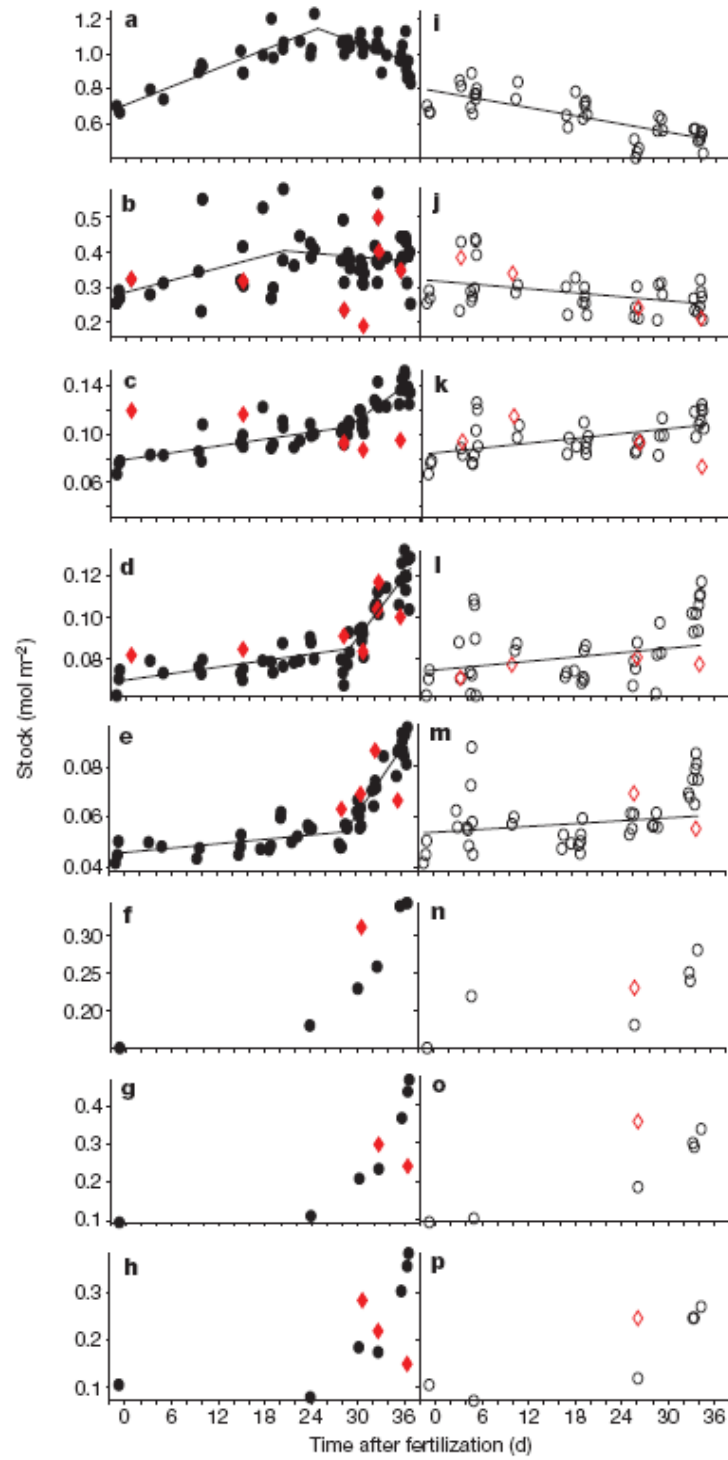 a
i
1.2
1.0
0.8
0.6
b
j
0.5
0.4
0.3
0.2
c
k
0.14
0.10
0.06
d
l
0.12
0.10
0.08
e
m
0.08
0.06
0.04
f
n
0.30
0.25
0.20
g
o
0.4
0.3
0.2
0.1
h
p
0.3
0.2
0.1
0 6 12 18 24 30 36 0 6 12 18 24 30 36
Time after fertilization (d)
Stock (mol m⁻²)